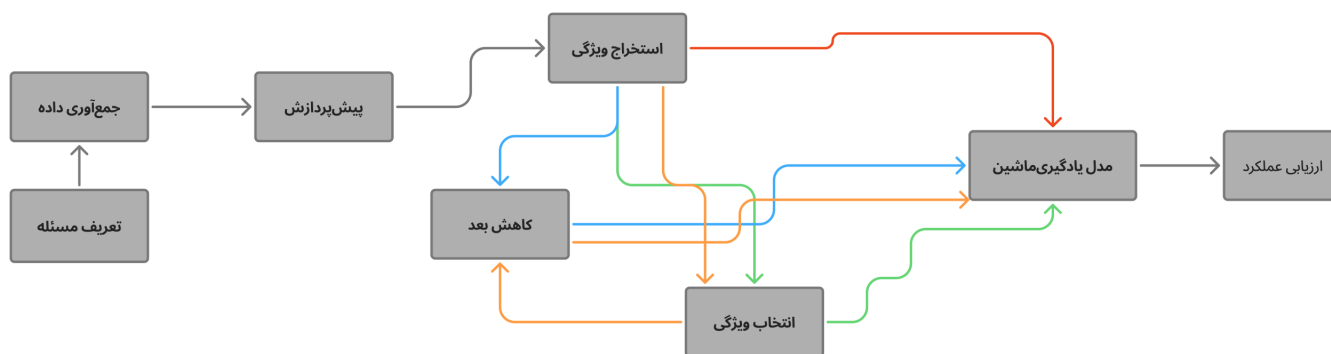 استخراج ویژگی
جمع‌آوری داده
پیش‌پردازش
مدل یادگیری‌ماشین
ارزیابی عملکرد
تعریف مسئله
کاهش بعد
انتخاب ویژگی